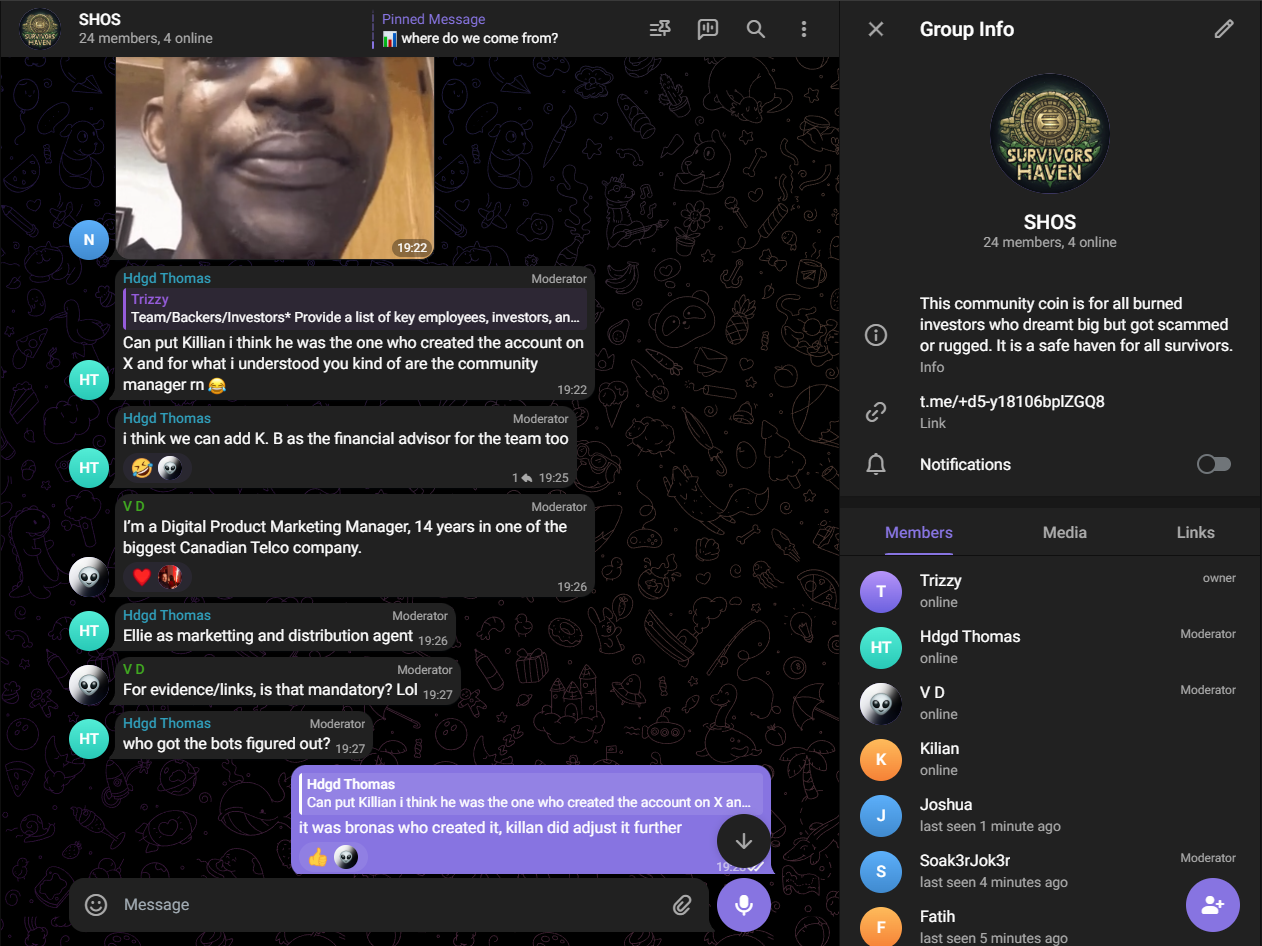 SHOS
24 members, 4 online
Pinned Message
📊 where do we come from?
19:22
N
Hdgd Thomas
Moderator
Trizzy
Team/Backers/Investors* Provide a list of key employees, investors, an...
Can put Killian i think he was the one who created the account on
X and for what i understood you kind of are the community
manager rn 😂
19:22
HT
Hdgd Thomas
Moderator
i think we can add K. B as the financial advisor for the team too
1
19:25
HT
V D
Moderator
I'm a Digital Product Marketing Manager, 14 years in one of the
biggest Canadian Telco company.
19:26
Hdgd Thomas
Moderator
Ellie as marketting and distribution agent
19:26
HT
V D
Moderator
For evidence/links, is that mandatory? Lol
19:27
Hdgd Thomas
Moderator
who got the bots figured out?
19:27
HT
Hdgd Thomas
Can put Killian i think he was the one who created the account on X an...
it was bronas who created it, killan did adjust it further
Message
Group Info
SURVIVORS
HAVEN
SHOS
24 members, 4 online
This community coin is for all burned
investors who dreamt big but got scammed
or rugged. It is a safe haven for all survivors.
Info
t.me/+d5-y18106bplZGQ8
Link
Notifications
Members
Media
Links
T
Trizzy
owner
online
HT
Hdgd Thomas
Moderator
online
V D
Moderator
online
K
Kilian
online
J
Joshua
last seen 1 minute ago
S
Soak3rJok3r
Moderator
last seen 4 minutes ago
F
Fatih
last seen 5 minutes ago